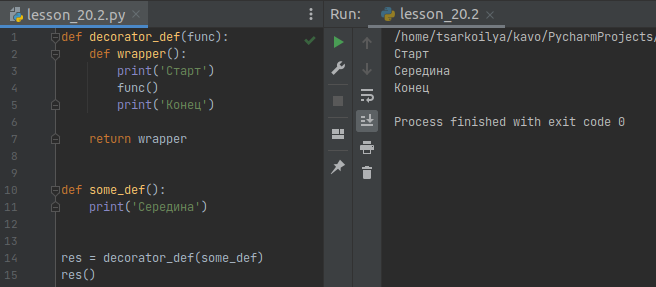 lesson_20.2.py
Run: lesson_20.2
1 def decorator_def(func):
2 def wrapper():
3 print('Старт')
4 func()
5 print('Конец')
6
7 return wrapper
8
9
10 def some_def():
11 print('Середина')
12
13
14 res = decorator_def(some_def)
15 res()
/home/tsarkoilya/kavo/PycharmProjects/
Старт
Середина
Конец
Process finished with exit code 0